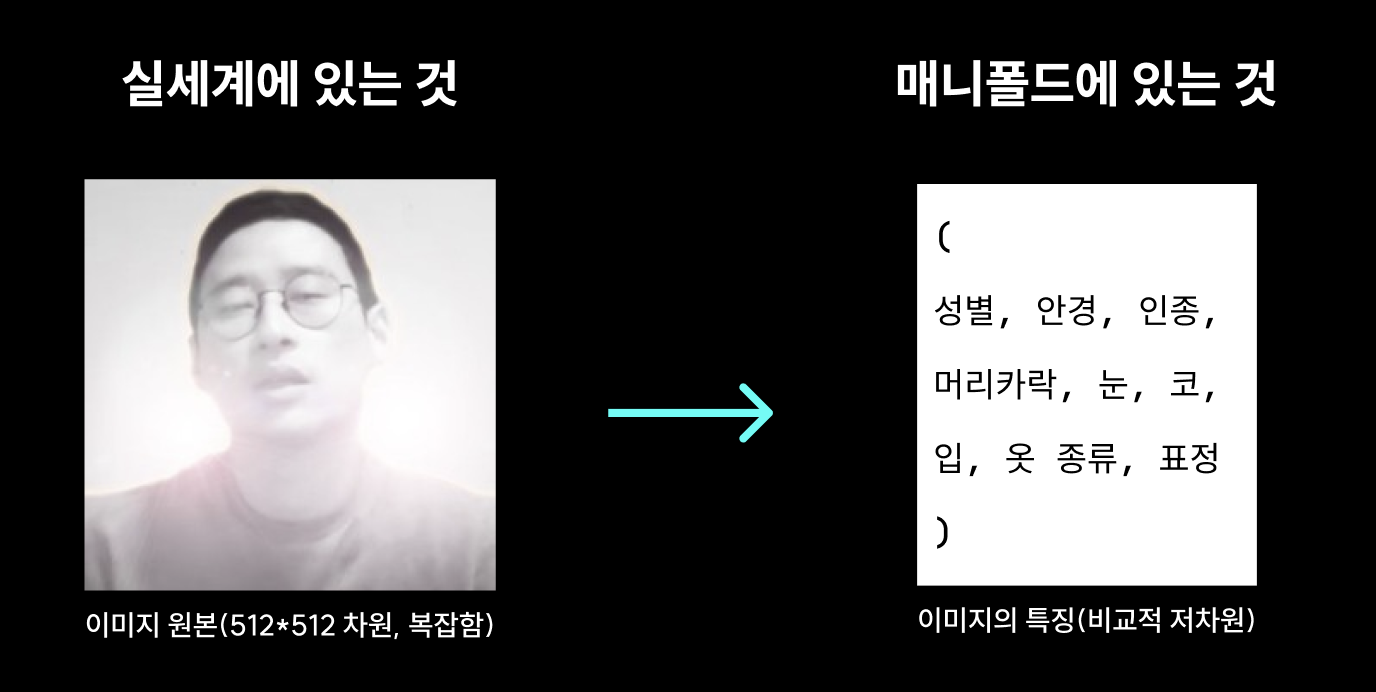 실세계에 있는 것
매니폴드에 있는 것
(
성별, 안경, 인종,
머리카락, 눈, 코,
입, 옷 종류, 표정
)
이미지 원본(512*512 차원, 복잡함)
이미지의 특징(비교적 저차원)